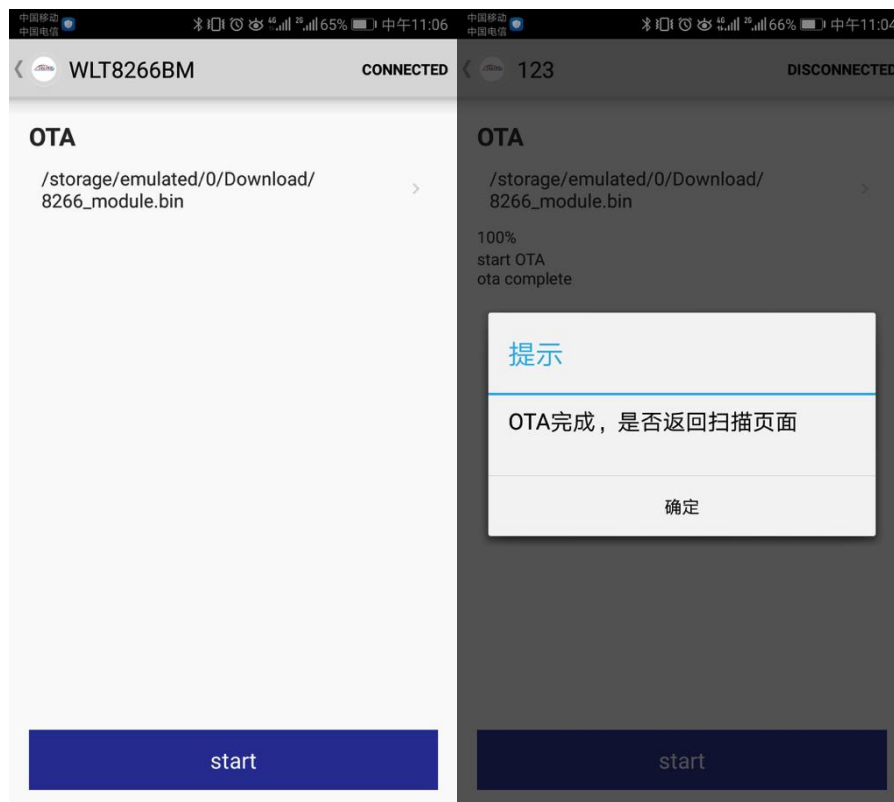 中国移动
中国电信
65% 中午11:06
WLT8266BM
CONNECTED
OTA
/storage/emulated/0/Download/
8266_module.bin
start
中国移动
中国电信
66% 中午11:04
123
DISCONNECTED
OTA
/storage/emulated/0/Download/
8266_module.bin
100%
start OTA
ota complete
提示
OTA完成，是否返回扫描页面
确定
start